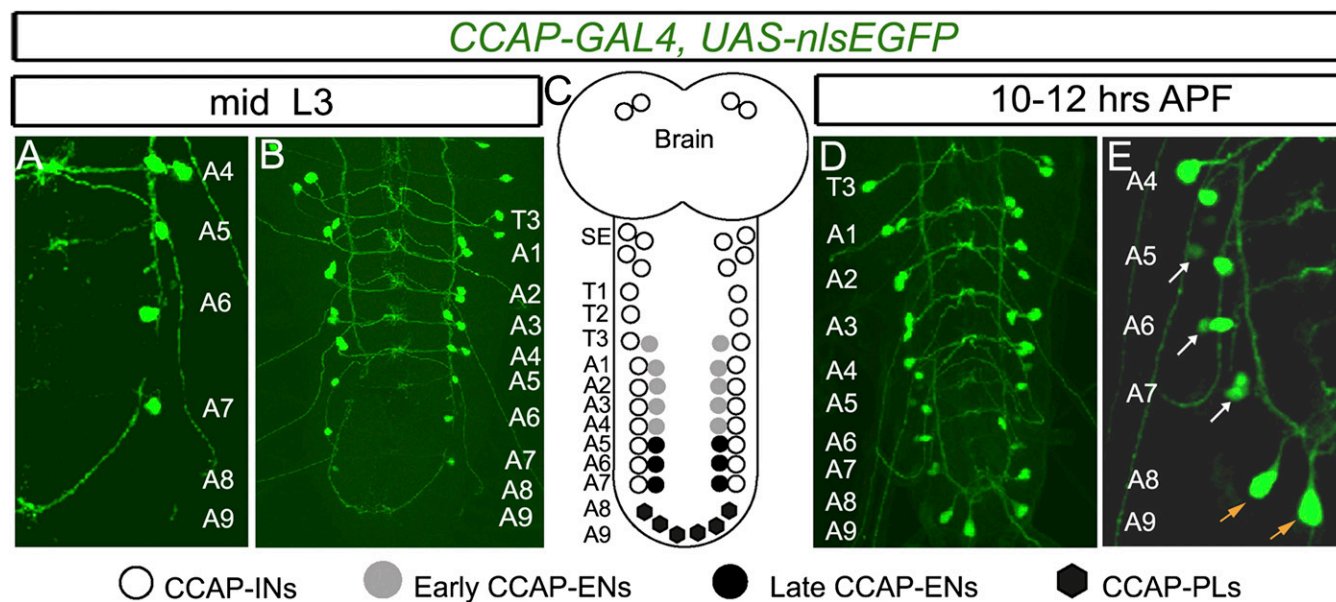 CCAP-GAL4, UAS-nlsEGFP
mid L3
C
10-12 hrs APF
A
A4
A5
A6
A7
A8
A9
B
T3
A1
A2
A3
A4
A5
A6
A7
A8
A9
Brain
SE
T1
T2
T3
A1
A2
A3
A4
A5
A6
A7
A8
A9
D
T3
A1
A2
A3
A4
A5
A6
A7
A8
A9
E
A4
A5
A6
A7
A8
A9
CCAP-INs
Early CCAP-ENs
Late CCAP-ENs
CCAP-PLs